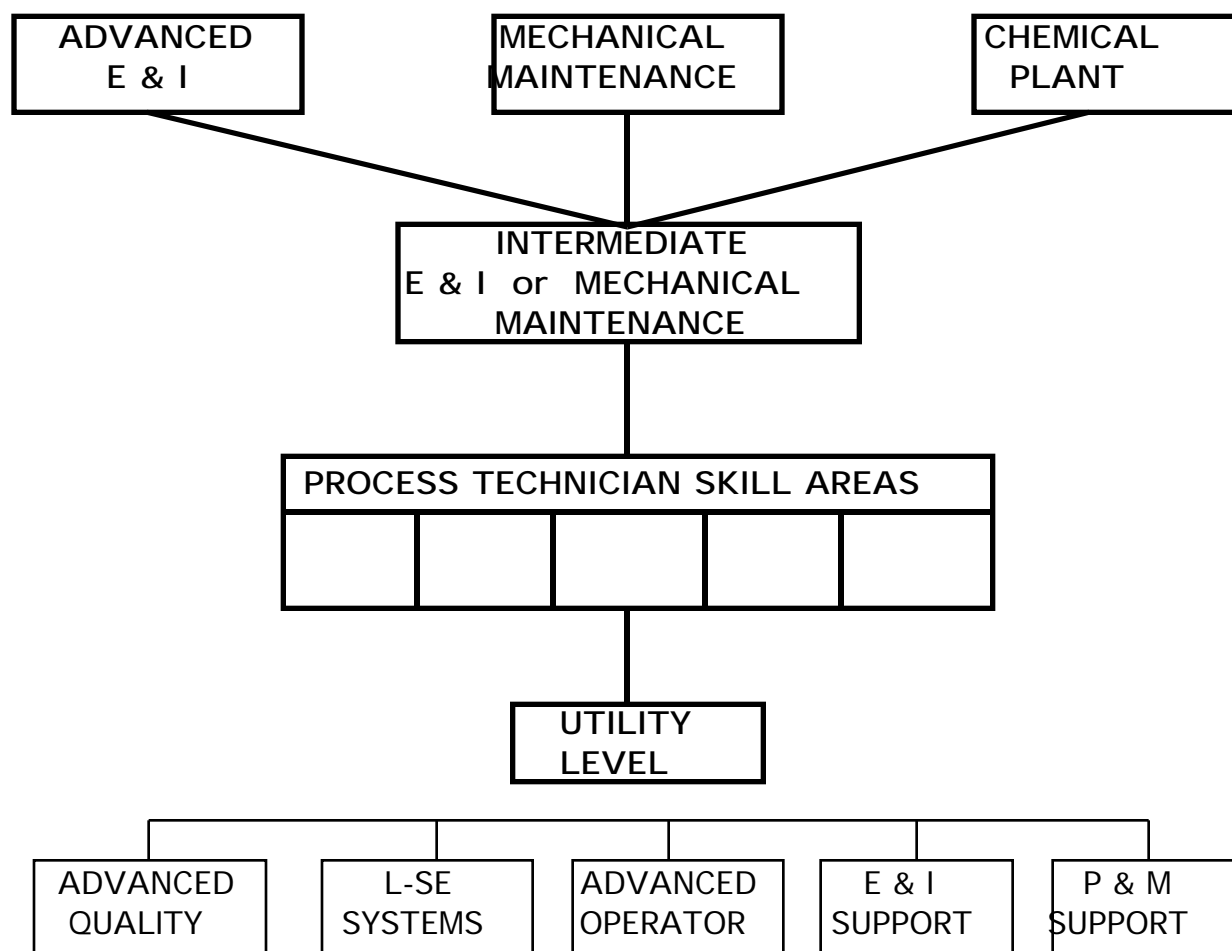 ADVANCED
E & I
MECHANICAL
MAINTENANCE
CHEMICAL
PLANT
INTERMEDIATE
E & I or MECHANICAL
MAINTENANCE
PROCESS TECHNICIAN SKILL AREAS
UTILITY
LEVEL
ADVANCED
QUALITY
L-SE
SYSTEMS
ADVANCED
OPERATOR
E & I
SUPPORT
P & M
SUPPORT